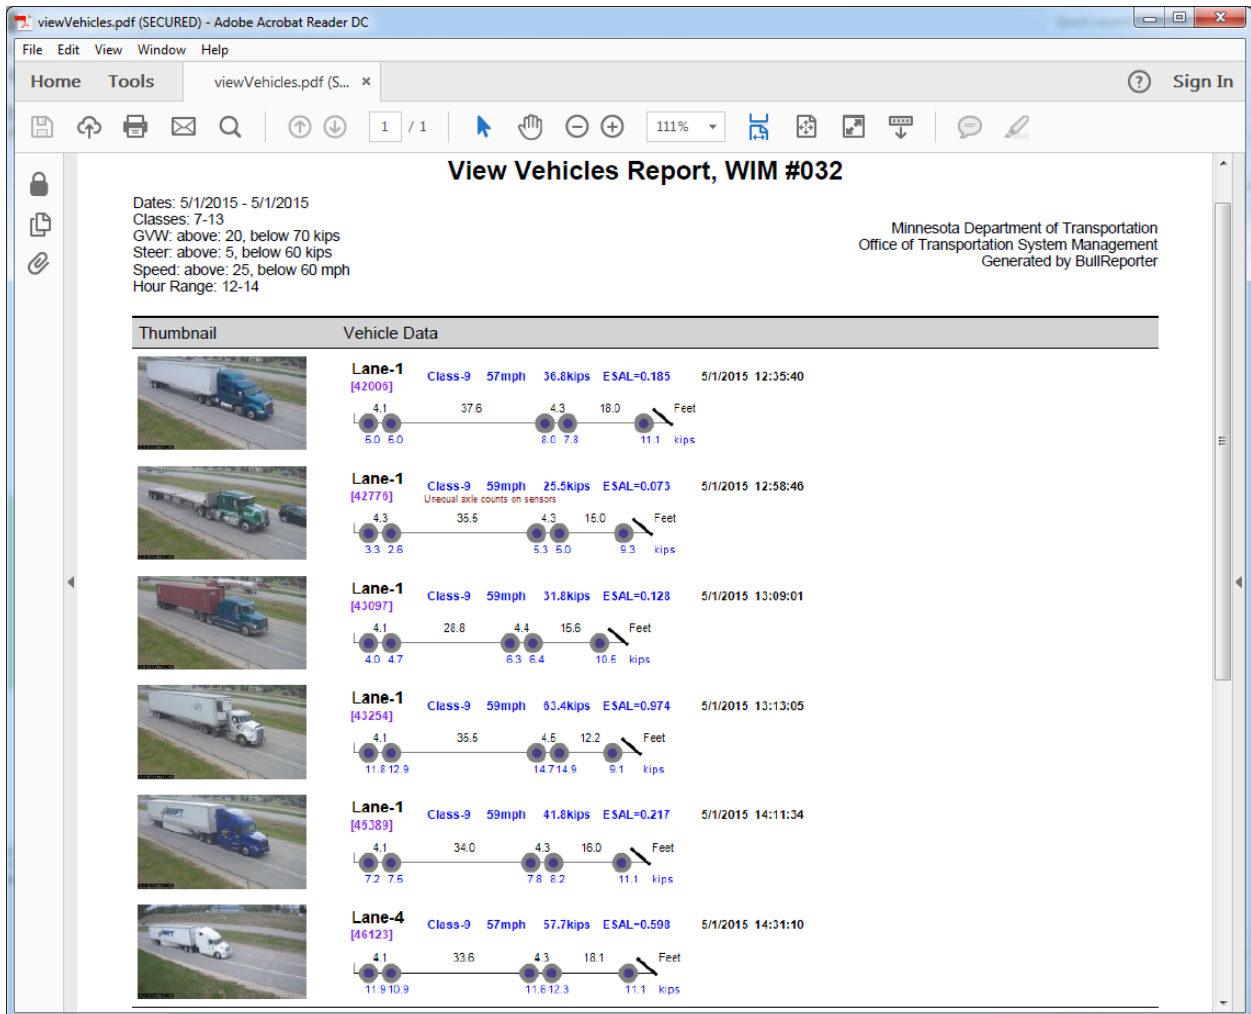 viewVehicles.pdf (SECURED) - Adobe Acrobat Reader DC
File Edit View Window Help
Home Tools viewVehicles.pdf (S... × ? Sign In
1 / 1 111%
View Vehicles Report, WIM #032
Dates: 5/1/2015 - 5/1/2015
Classes: 7-13
GVW: above: 20, below 70 kips
Steer: above: 5, below 60 kips
Speed: above: 25, below 60 mph
Hour Range: 12-14
Minnesota Department of Transportation
Office of Transportation System Management
Generated by BullReporter
Thumbnail Vehicle Data
Lane-1 Class-9 57mph 36.8kips ESAL=0.185 5/1/2015 12:35:40
[42006]
4.1 37.6 4.3 18.0 Feet
5.0 5.0 8.0 7.8 11.1 kips
Lane-1 Class-9 59mph 25.5kips ESAL=0.073 5/1/2015 12:58:46
[42776] Unequal axle counts on sensors
4.3 35.5 4.3 15.0 Feet
3.3 2.6 5.3 5.0 9.3 kips
Lane-1 Class-9 59mph 31.8kips ESAL=0.128 5/1/2015 13:09:01
[43097]
4.1 28.8 4.4 15.6 Feet
4.0 4.7 6.3 6.4 10.5 kips
Lane-1 Class-9 59mph 63.4kips ESAL=0.974 5/1/2015 13:13:05
[43254]
4.1 35.5 4.5 12.2 Feet
11.8 12.9 14.7 14.9 9.1 kips
Lane-1 Class-9 59mph 41.8kips ESAL=0.217 5/1/2015 14:11:34
[45389]
4.1 34.0 4.3 16.0 Feet
7.2 7.5 7.8 8.2 11.1 kips
Lane-4 Class-9 57mph 57.7kips ESAL=0.598 5/1/2015 14:31:10
[46123]
4.1 33.6 4.3 18.1 Feet
11.9 10.9 11.6 12.3 11.1 kips